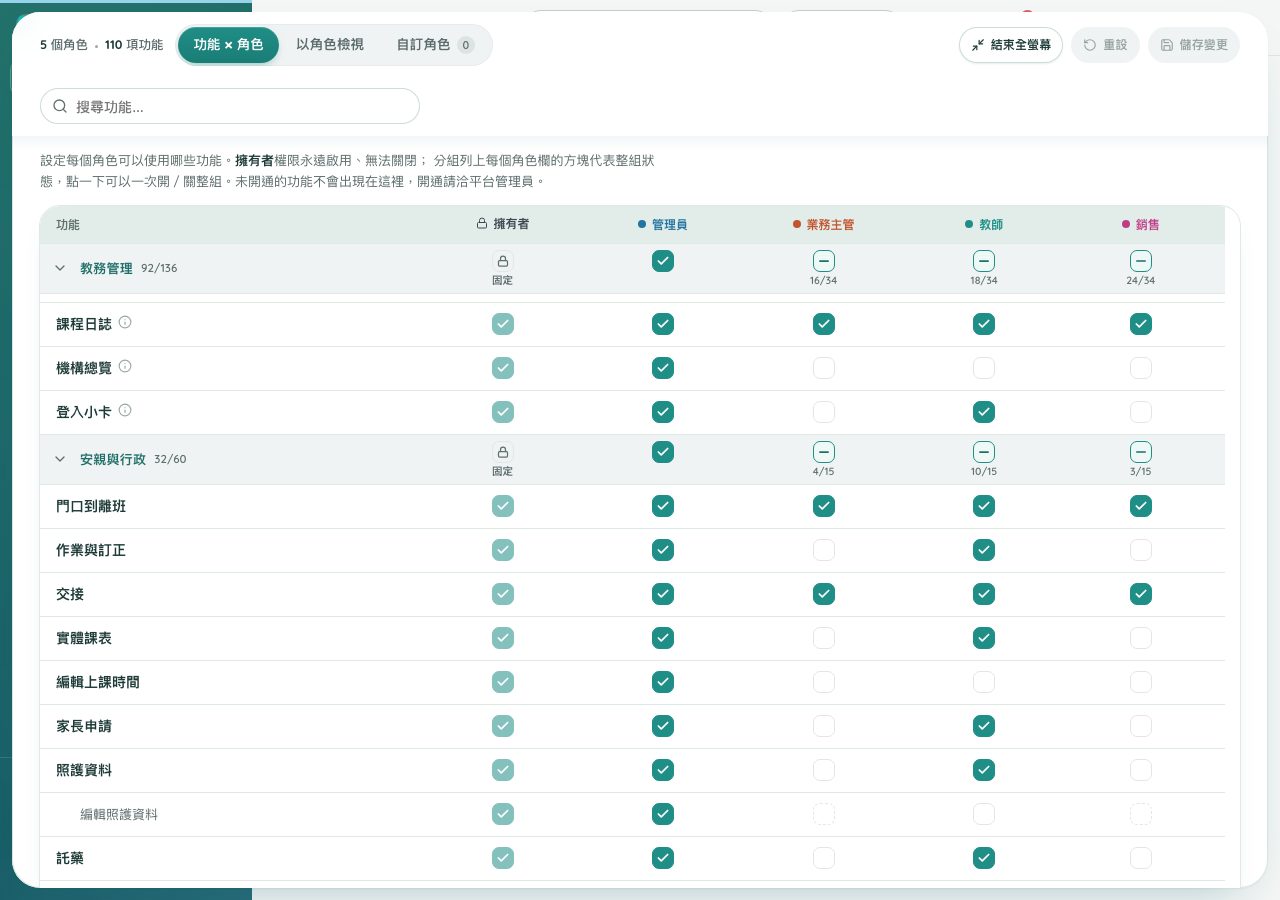 5 個角色 • 110 項功能 功能 × 角色 以角色檢視 自訂角色 0 結束全螢幕 重設 儲存變更
搜尋功能...
設定每個角色可以使用哪些功能。擁有者權限永遠啟用、無法關閉； 分組列上每個角色欄的方塊代表整組狀
態，點一下可以一次開 / 關整組。未開通的功能不會出現在這裡，開通請洽平台管理員。
功能 擁有者 管理員 業務主管 教師 銷售
教務管理 92/136 固定 16/34 18/34 24/34
課程日誌
機構總覽
登入小卡
安親與行政 32/60 固定 4/15 10/15 3/15
門口到離班
作業與訂正
交接
實體課表
編輯上課時間
家長申請
照護資料
編輯照護資料
託藥